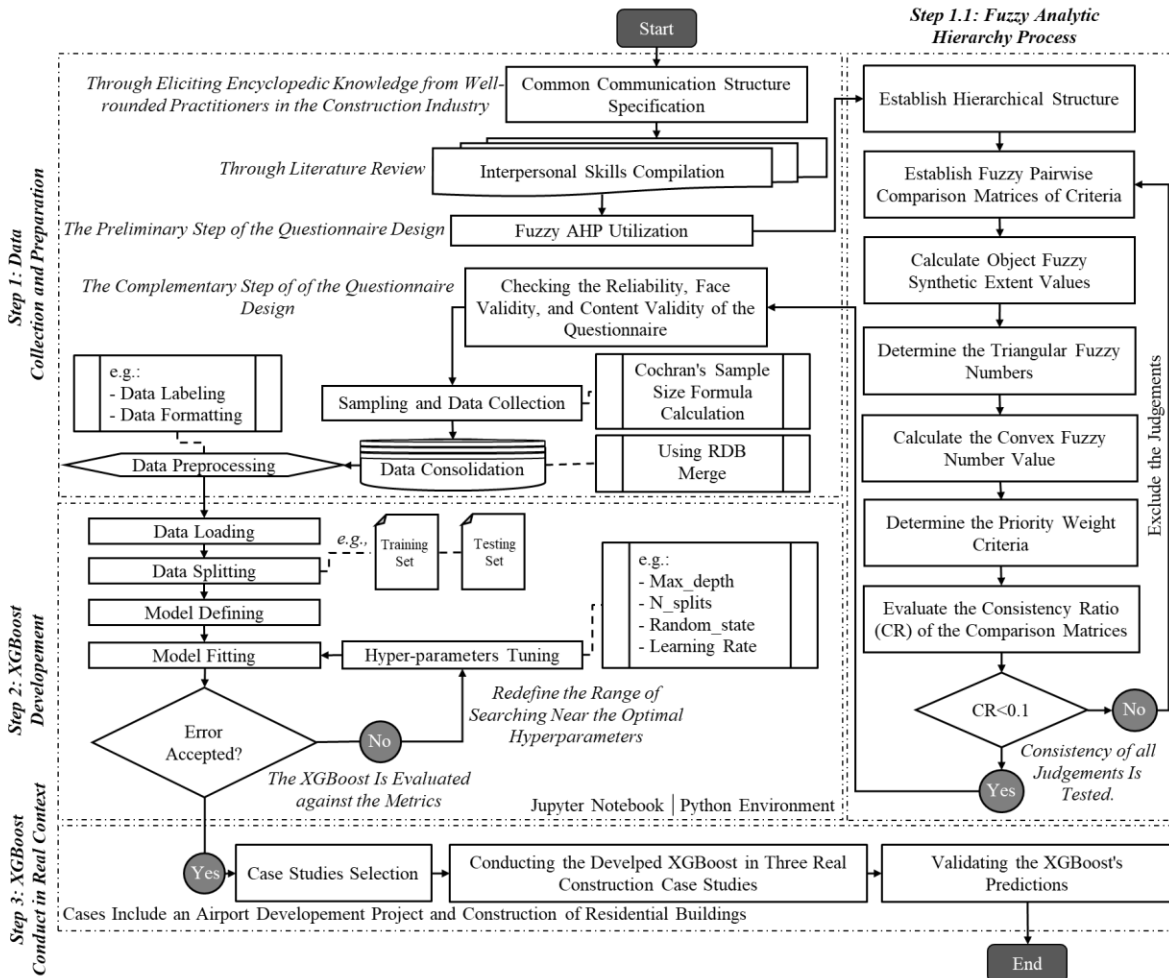 Start
Step 1.1: Fuzzy Analytic
Hierarchy Process
Step 1: Data
Collection and Preparation
Through Eliciting Encyclopedic Knowledge from Well-
rounded Practitioners in the Construction Industry
Common Communication Structure
Specification
Through Literature Review
Interpersonal Skills Compilation
The Preliminary Step of the Questionnaire Design
Fuzzy AHP Utilization
The Complementary Step of of the Questionnaire
Design
Checking the Reliability, Face
Validity, and Content Validity of the
Questionnaire
e.g.:
- Data Labeling
- Data Formatting
Sampling and Data Collection
Cochran's Sample
Size Formula
Calculation
Data Preprocessing
Data Consolidation
Using RDB
Merge
Establish Hierarchical Structure
Establish Fuzzy Pairwise
Comparison Matrices of Criteria
Calculate Object Fuzzy
Synthetic Extent Values
Determine the Triangular Fuzzy
Numbers
Calculate the Convex Fuzzy
Number Value
Determine the Priority Weight
Criteria
Evaluate the Consistency Ratio
(CR) of the Comparison Matrices
CR<0.1
No
Exclude the Judgements
Consistency of all
Judgements Is
Tested.
Yes
Step 2: XGBoost
Developement
Data Loading
Data Splitting
e.g.,
Training
Set
Testing
Set
Model Defining
Model Fitting
Hyper-parameters Tuning
e.g.:
- Max_depth
- N_splits
- Random_state
- Learning Rate
Error
Accepted?
No
Redefine the Range of
Searching Near the Optimal
Hyperparameters
The XGBoost Is Evaluated
against the Metrics
Jupyter Notebook | Python Environment
Step 3: XGBoost
Conduct in Real Context
Yes
Case Studies Selection
Conducting the Develped XGBoost in Three Real
Construction Case Studies
Validating the XGBoost's
Predictions
Cases Include an Airport Developement Project and Construction of Residential Buildings
End